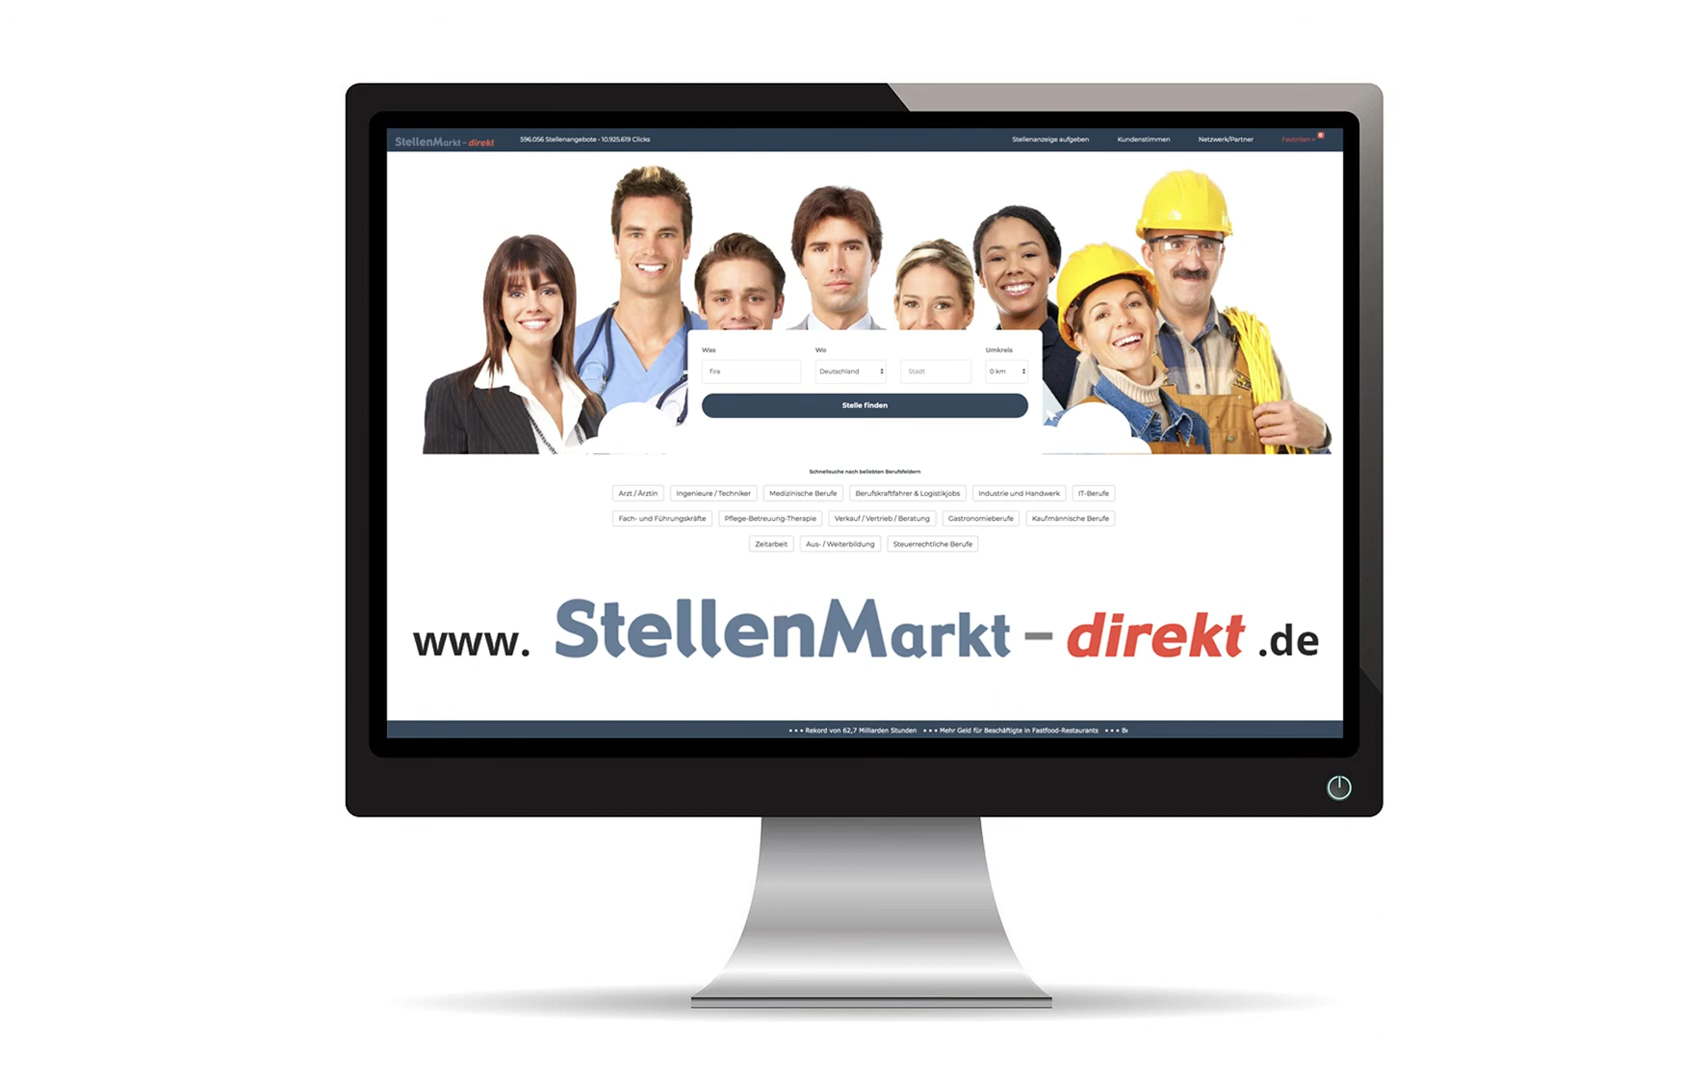 StellenMarkt - direkt
596.056 Stellenangebote • 10.925.619 Clicks
Stellenanzeige aufgeben
Kundenstimmen
Netzwerk/Partner
Favoriten
0
Was
Wo
Umkreis
fira
Deutschland
Stadt
0 km
Stelle finden
Schnellsuche nach beliebten Berufsfeldern
Arzt / Ärztin
Ingenieure / Techniker
Medizinische Berufe
Berufskraftfahrer & Logistikjobs
Industrie und Handwerk
IT-Berufe
Fach- und Führungskräfte
Pflege-Betreuung-Therapie
Verkauf / Vertrieb / Beratung
Gastronomieberufe
Kaufmännische Berufe
Zeitarbeit
Aus- / Weiterbildung
Steuerrechtliche Berufe
www. StellenMarkt - direkt .de
• • • Rekord von 62,7 Milliarden Stunden • • • Mehr Geld für Beschäftigte in Fastfood-Restaurants • • •